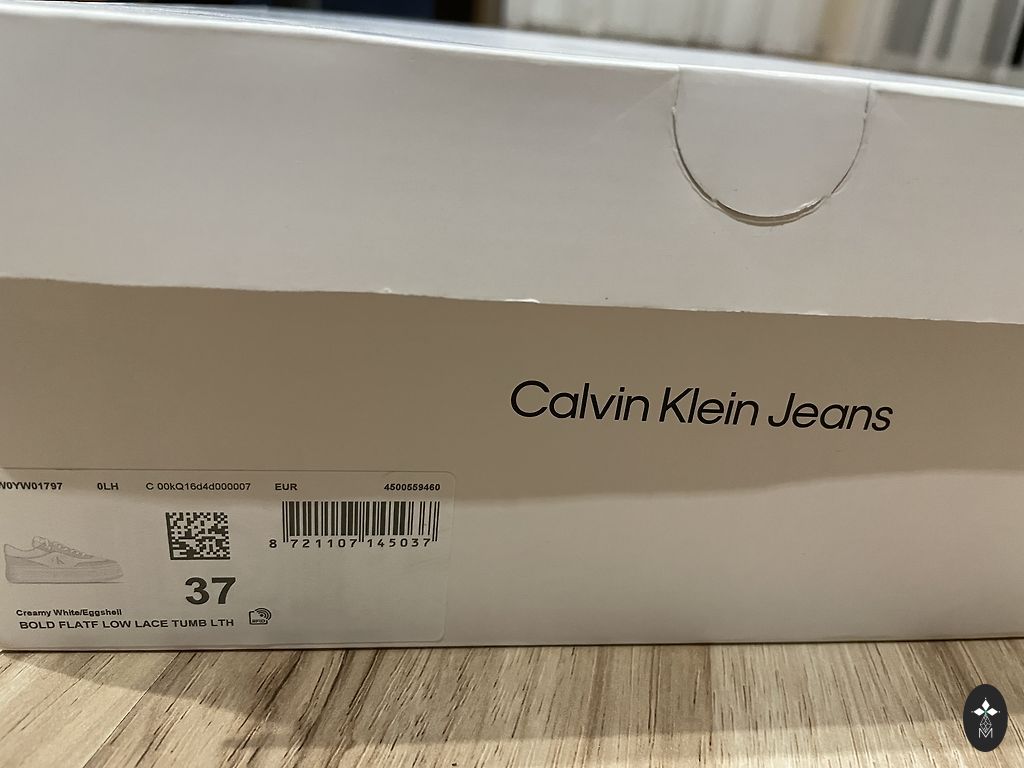 Calvin Klein Jeans
W0YW01797 0LH C 00kQ16d4d000007 EUR 4500559460
8 721107 145037
37
Creamy White/Eggshell
BOLD FLATF LOW LACE TUMB LTH
RFID
M